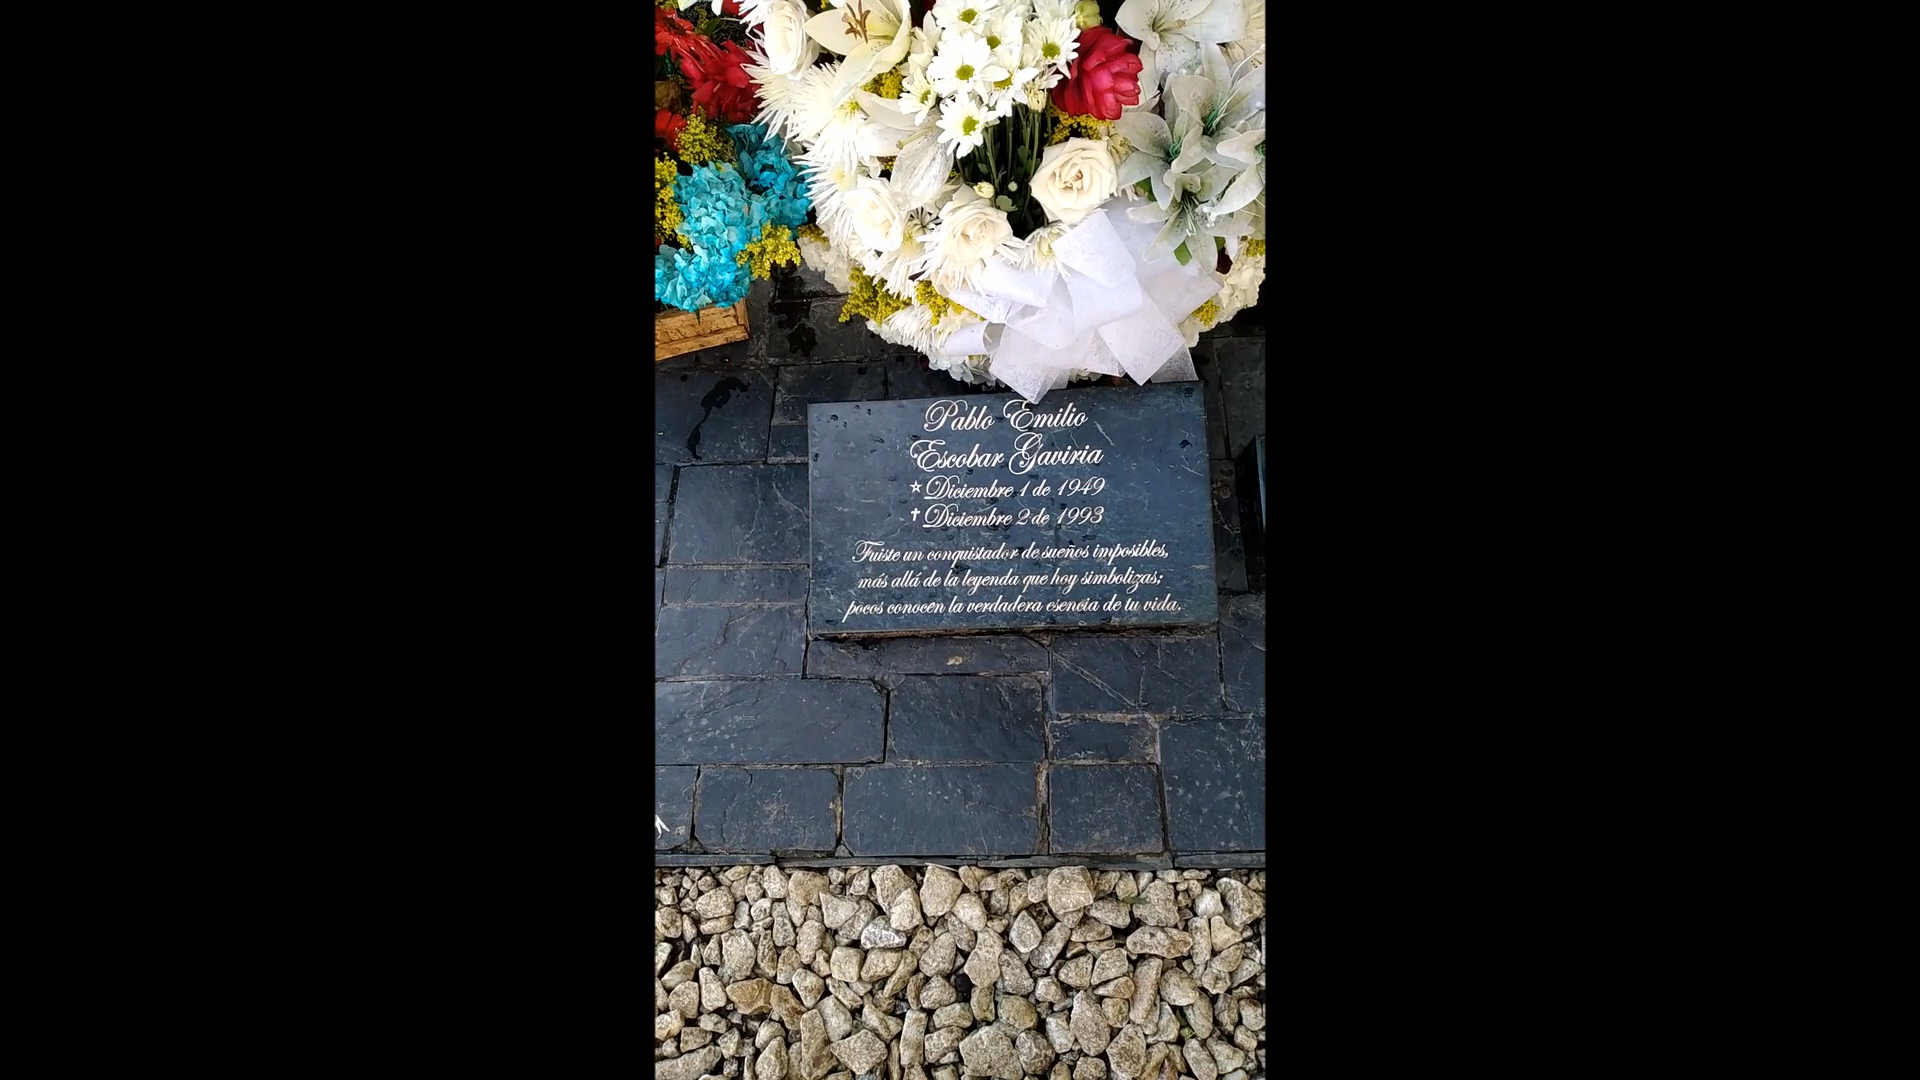 Pablo Emilio
Escobar Gaviria
☆ Diciembre 1 de 1949
✝ Diciembre 2 de 1993
Fuiste un conquistador de sueños imposibles,
más allá de la leyenda que hoy simbolizas;
pocos conocen la verdadera esencia de tu vida.